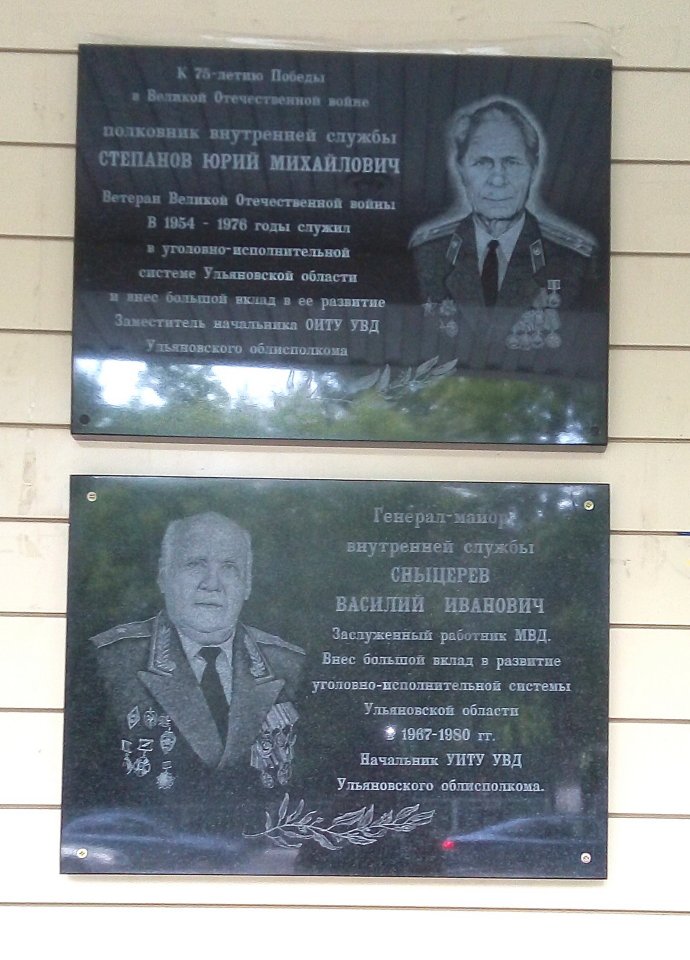 К 75-летию Победы
в Великой Отечественной войне
полковник внутренней службы
СТЕПАНОВ ЮРИЙ МИХАЙЛОВИЧ
Ветеран Великой Отечественной войны
В 1954 - 1976 годы служил
в уголовно-исполнительной
системе Ульяновской области
и внес большой вклад в ее развитие
Заместитель начальника ОИТУ УВД
Ульяновского облисполкома
Генерал-майор
внутренней службы
СНЫЦЕРЕВ
ВАСИЛИЙ ИВАНОВИЧ
Заслуженный работник МВД.
Внес большой вклад в развитие
уголовно-исполнительной системы
Ульяновской области
в 1967-1980 гг.
Начальник УИТУ УВД
Ульяновского облисполкома.